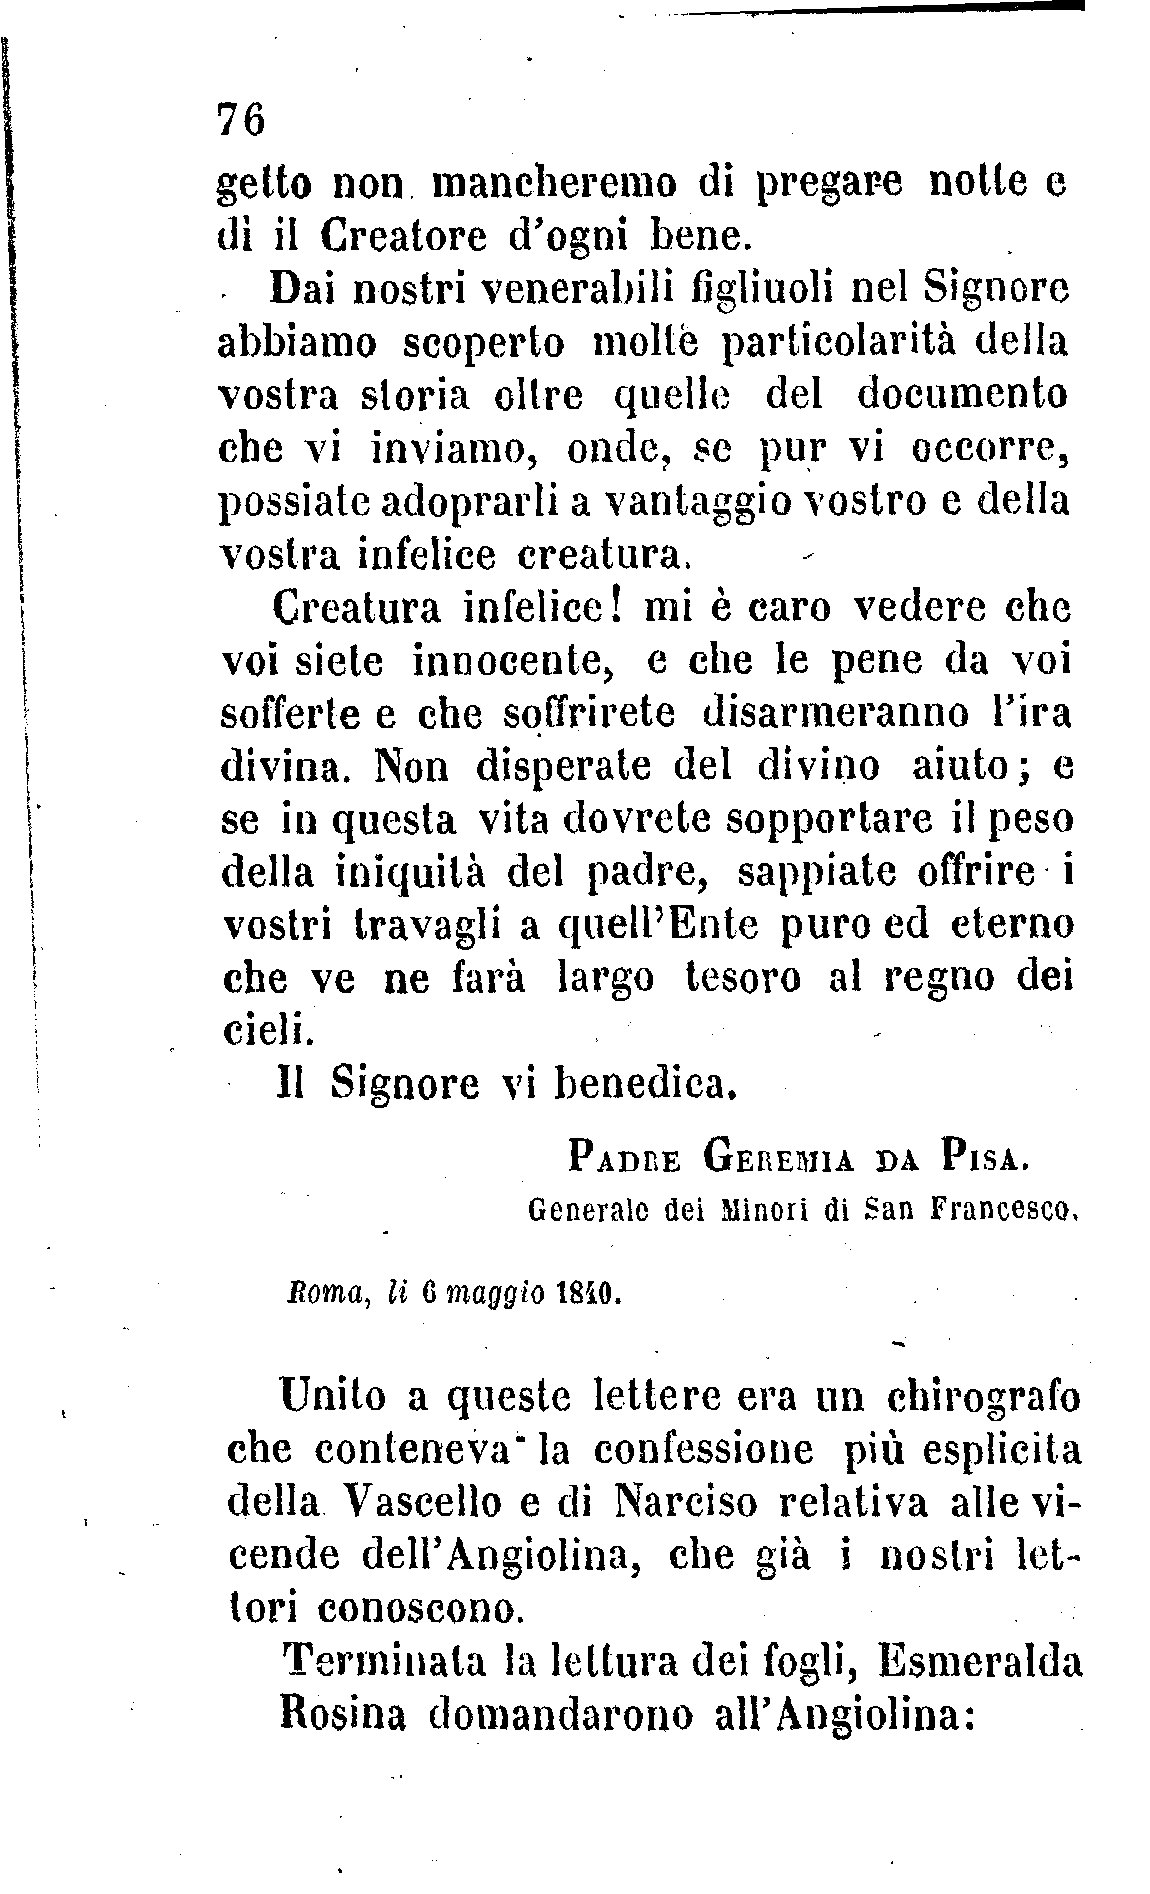 76
getto non mancheremo di pregare notte e
dì il Creatore d'ogni bene.
Dai nostri venerabili figliuoli nel Signore
abbiamo scoperto molte particolarità della
vostra storia oltre quelle del documento
che vi inviamo, onde, se pur vi occorre,
possiate adoprarli a vantaggio vostro e della
vostra infelice creatura.
Creatura infelice! mi è caro vedere che
voi siete innocente, e che le pene da voi
sofferte e che soffrirete disarmeranno l'ira
divina. Non disperate del divino aiuto; e
se in questa vita dovrete sopportare il peso
della iniquità del padre, sappiate offrire i
vostri travagli a quell'Ente puro ed eterno
che ve ne farà largo tesoro al regno dei
cieli.
Il Signore vi benedica.
PADRE GEREMIA DA PISA.
Generale dei Minori di San Francesco.
Roma, li 6 maggio 1840.
Unito a queste lettere era un chirografo
che conteneva la confessione più esplicita
della Vascello e di Narciso relativa alle vi-
cende dell'Angiolina, che già i nostri let-
tori conoscono.
Terminata la lettura dei fogli, Esmeralda
Rosina domandarono all'Angiolina: